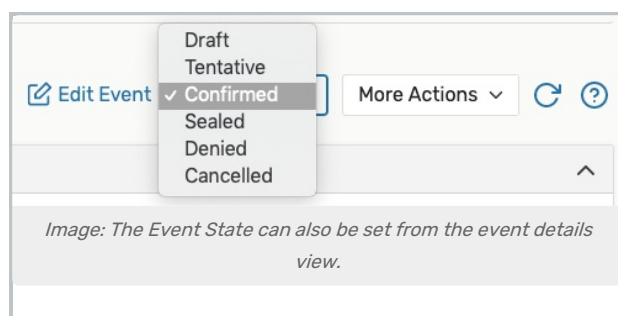 Draft
Tentative
Edit Event ✓ Confirmed More Actions
Sealed
Denied
Cancelled
Image: The Event State can also be set from the event details
view.